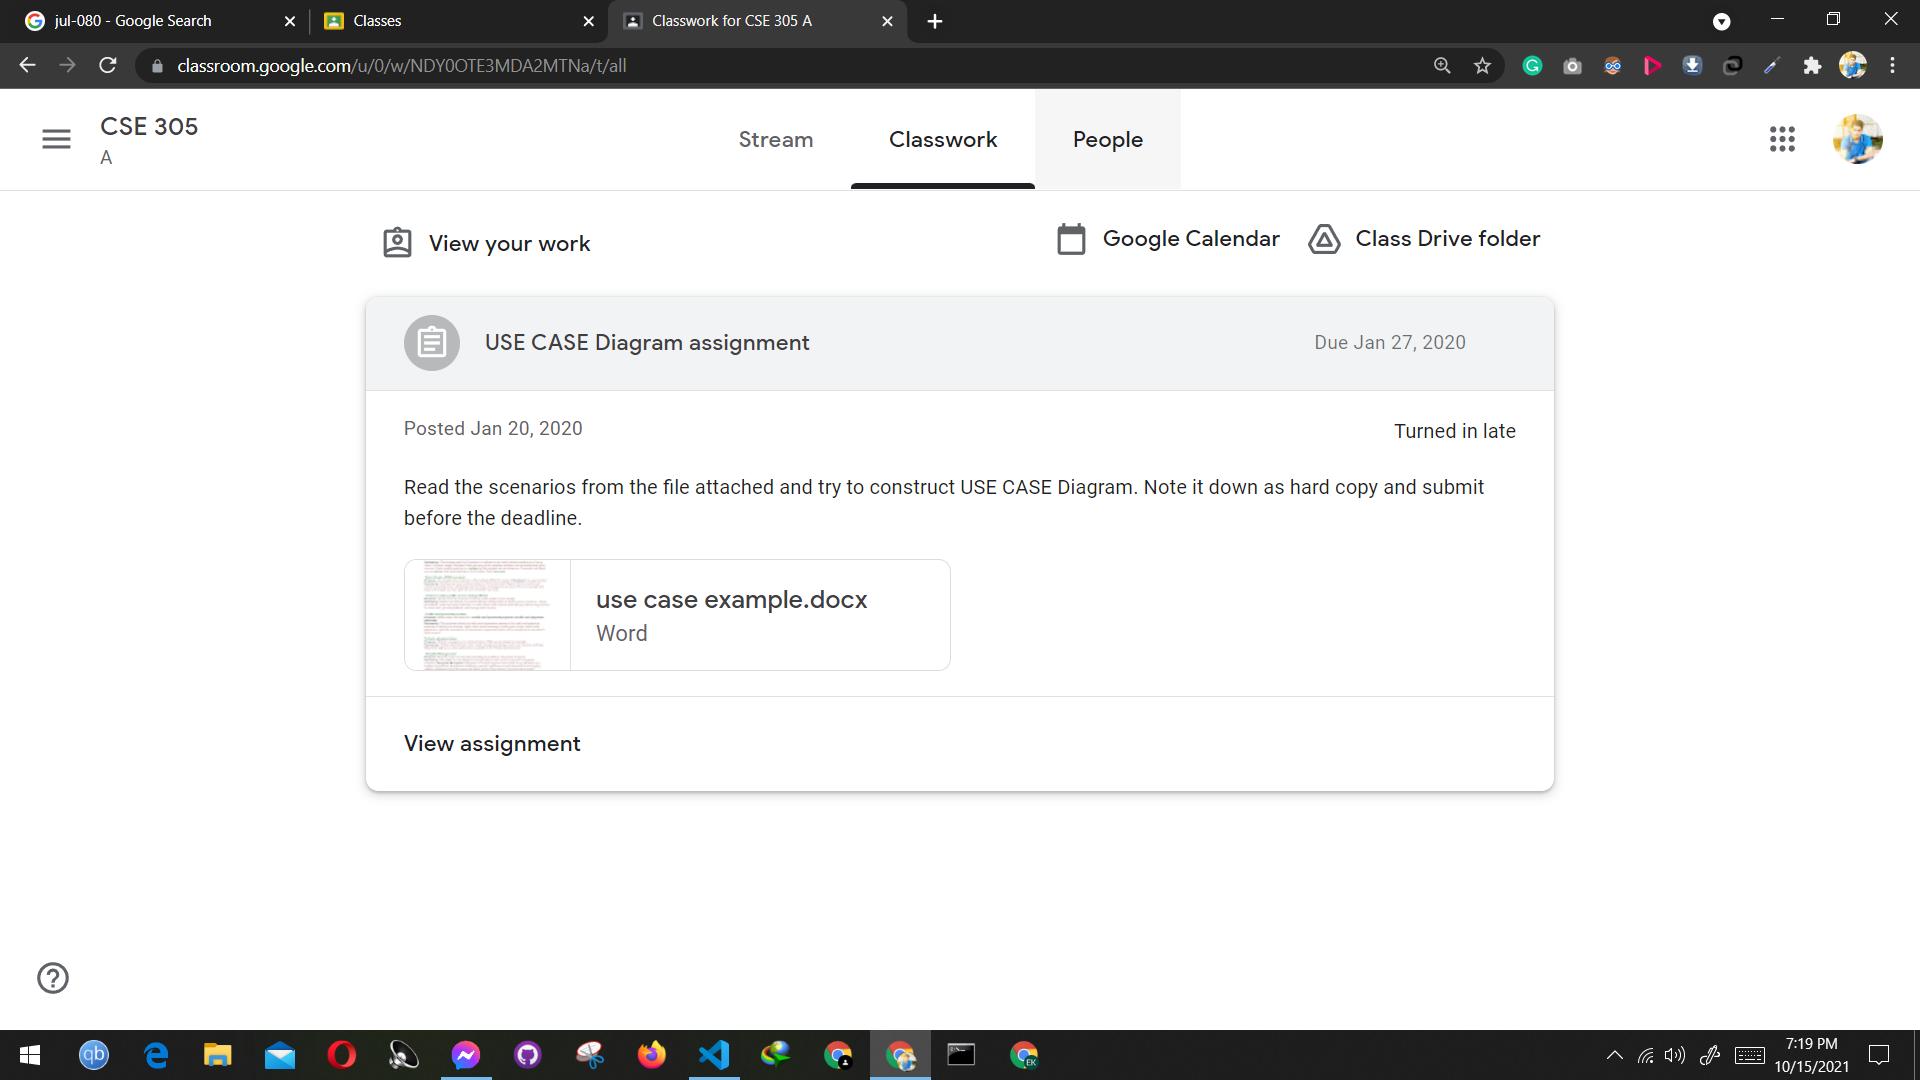 jul-080 - Google Search
Classes
Classwork for CSE 305 A
classroom.google.com/u/0/w/NDY0OTE3MDA2MTNa/t/all
CSE 305
A
Stream
Classwork
People
View your work
Google Calendar
Class Drive folder
USE CASE Diagram assignment
Due Jan 27, 2020
Posted Jan 20, 2020
Turned in late
Read the scenarios from the file attached and try to construct USE CASE Diagram. Note it down as hard copy and submit
before the deadline.
use case example.docx
Word
View assignment
qb
EK
7:19 PM
10/15/2021